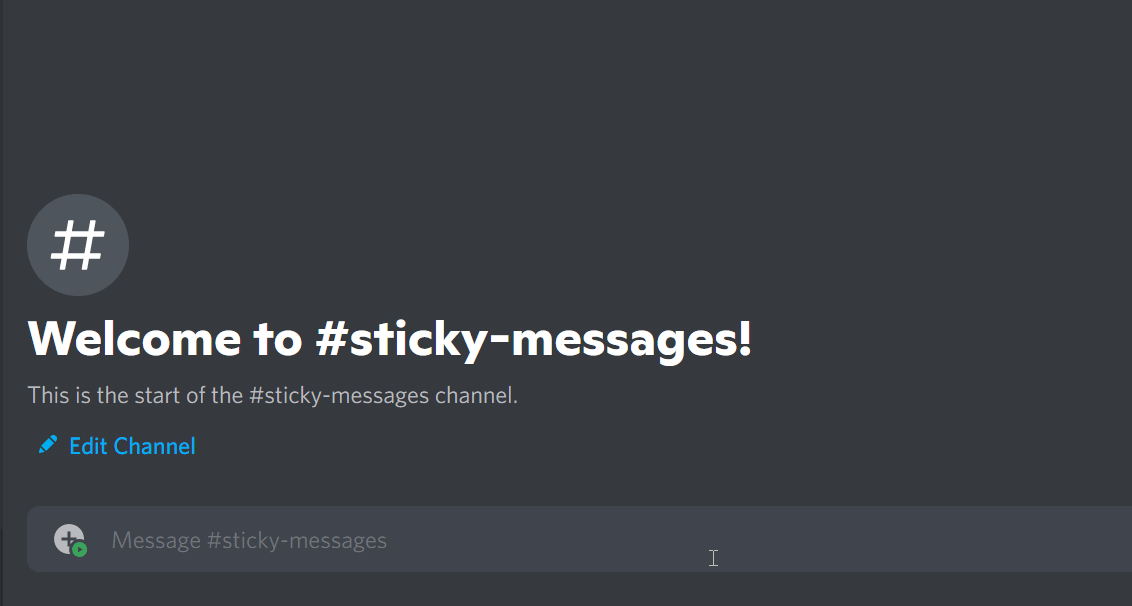 #
Welcome to #sticky-messages!
This is the start of the #sticky-messages channel.
Edit Channel
Message #sticky-messages